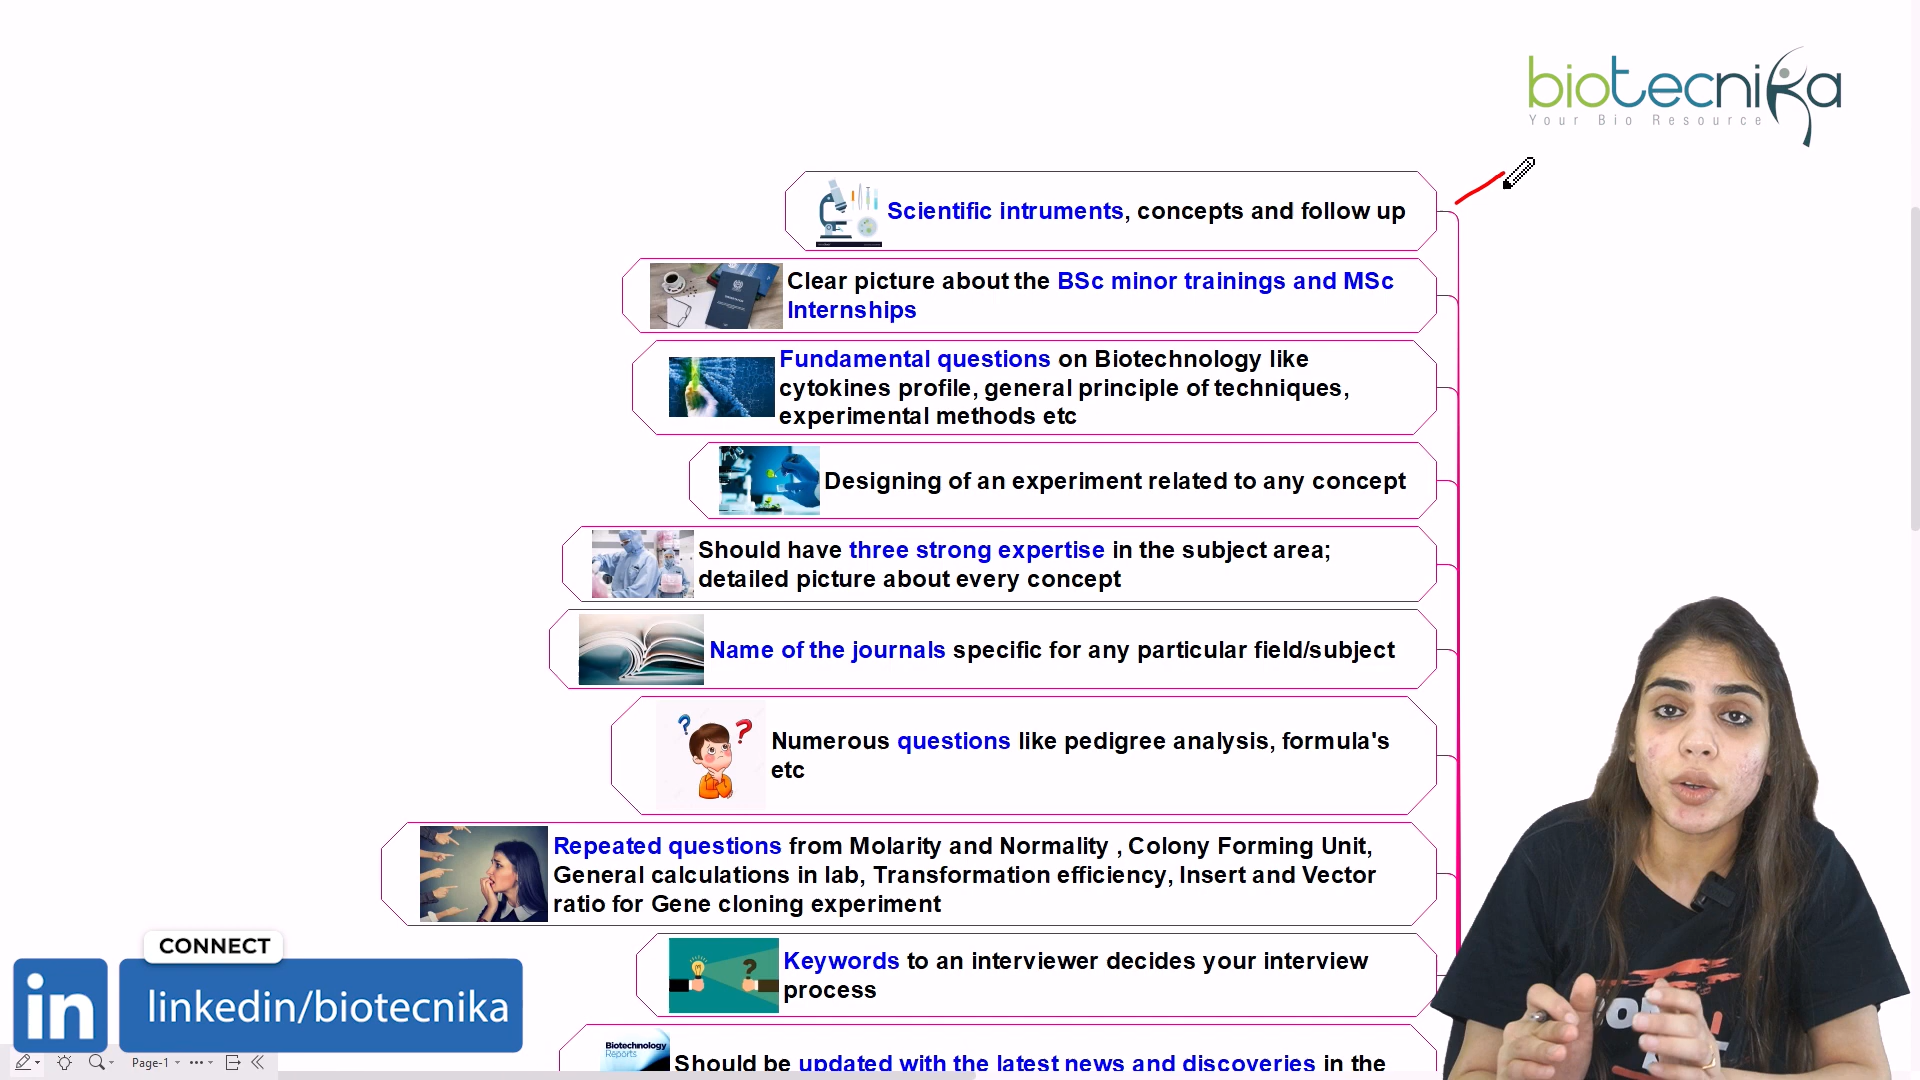 biotecnika
Your Bio Resource
Scientific intruments, concepts and follow up
Clear picture about the BSc minor trainings and MSc
Internships
Fundamental questions on Biotechnology like
cytokines profile, general principle of techniques,
experimental methods etc
Designing of an experiment related to any concept
Should have three strong expertise in the subject area;
detailed picture about every concept
Name of the journals specific for any particular field/subject
Numerous questions like pedigree analysis, formula's
etc
Repeated questions from Molarity and Normality , Colony Forming Unit,
General calculations in lab, Transformation efficiency, Insert and Vector
ratio for Gene cloning experiment
Keywords to an interviewer decides your interview
process
Biotechnology
Reports
Should be updated with the latest news and discoveries in the
CONNECT
in
linkedin/biotecnika
Page-1